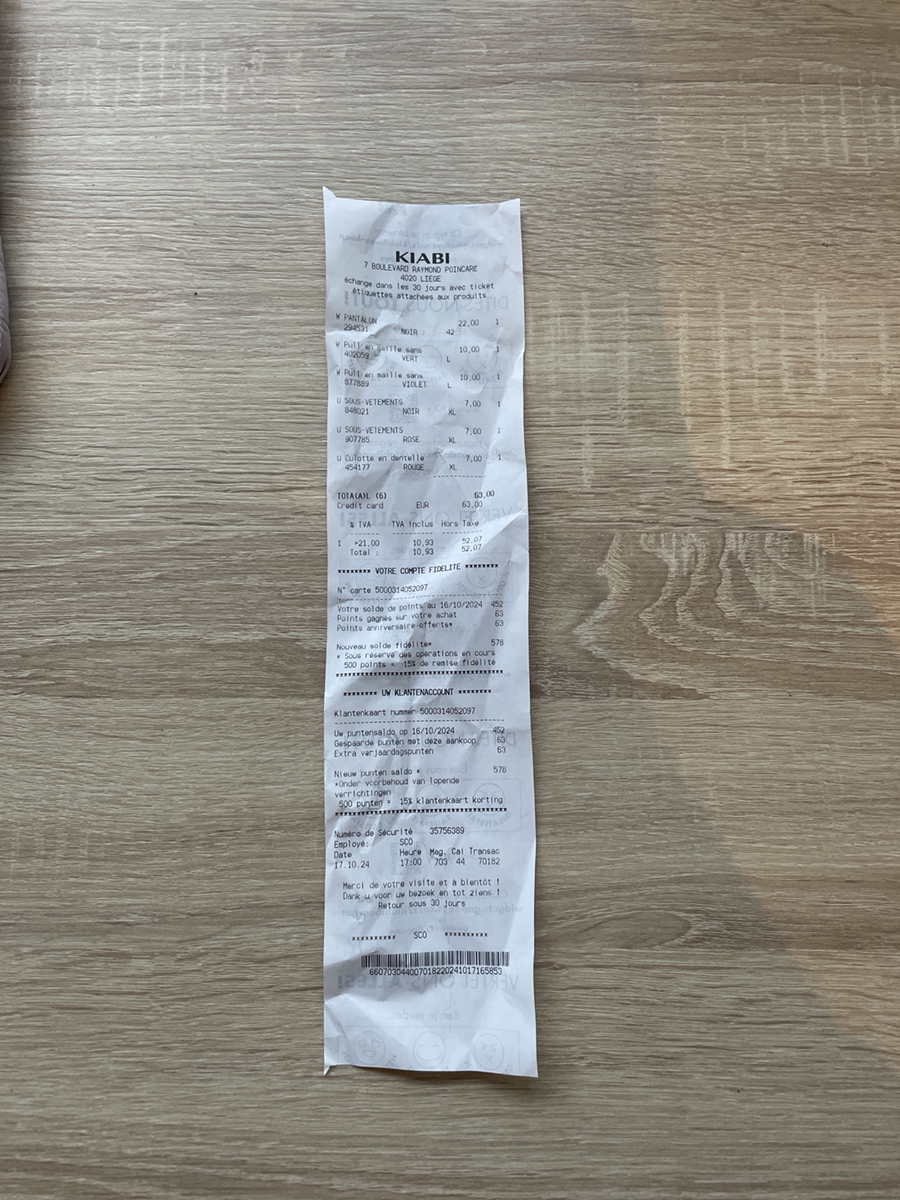 KIABI
7 BOULEVARD RAYMOND POINCARE
4020 LIEGE
échange dans les 30 jours avec ticket
étiquettes attachées aux produits
W PANTALON 22,00 1
294531 NOIR 42
W Pull en maille sans 10,00 1
402059 VERT L
W Pull en maille sans 10,00 1
877889 VIOLET L
U SOUS-VETEMENTS 7,00 1
848021 NOIR XL
U SOUS-VETEMENTS 7,00 1
907785 ROSE XL
U Culotte en dentelle 7,00 1
454177 ROUGE XL
TOTA(A)L (6) 63,00
Credit card EUR 63,00
% TVA TVA inclus Hors Taxe
1 >21,00 10,93 52,07
Total : 10,93 52,07
******** VOTRE COMPTE FIDELITE ********
N° carte 5000314052097
Votre solde de points au 16/10/2024 452
Points gagnés sur votre achat 63
Points anniversaire offerts* 63
Nouveau solde fidélité* 578
* Sous réserve des opérations en cours
500 points = 15% de remise fidélité
******** UW KLANTENACCOUNT ********
Klantenkaart nummer 5000314052097
Uw puntensaldo op 16/10/2024 452
Gespaarde punten met deze aankoop 63
Extra verjaardagspunten 63
Nieuw punten saldo * 578
*Onder voorbehoud van lopende
verrichtingen
500 punten = 15% klantenkaart korting
Numéro de Sécurité 35756389
Employé: SCO
Date Heure Mag. Cai Transac
17.10.24 17:00 703 44 70182
Merci de votre visite et à bientôt !
Dank u voor uw bezoek en tot ziens !
Retour sous 30 jours
********** SCO **********
660703044007018220241017165853